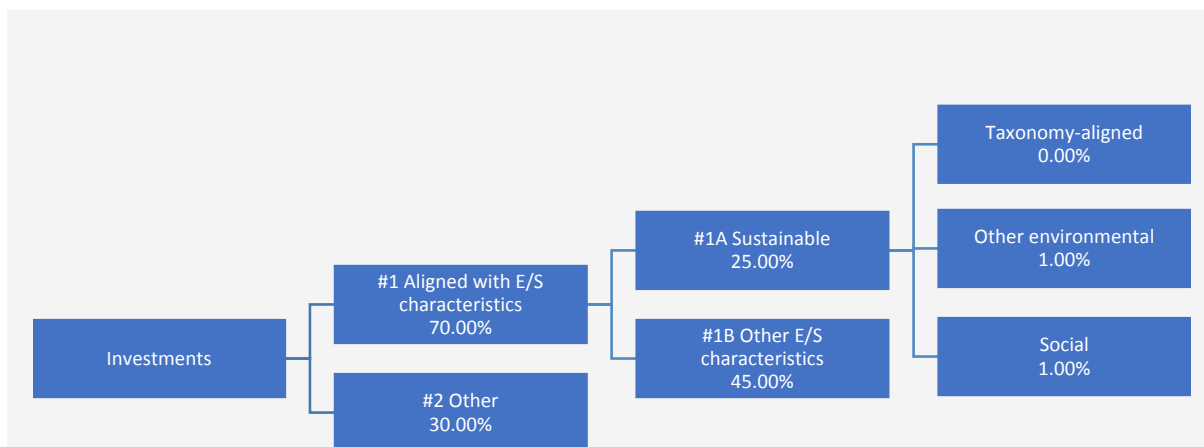 Investments
#1 Aligned with E/S
characteristics
70.00%
#2 Other
30.00%
#1A Sustainable
25.00%
#1B Other E/S
characteristics
45.00%
Taxonomy-aligned
0.00%
Other environmental
1.00%
Social
1.00%